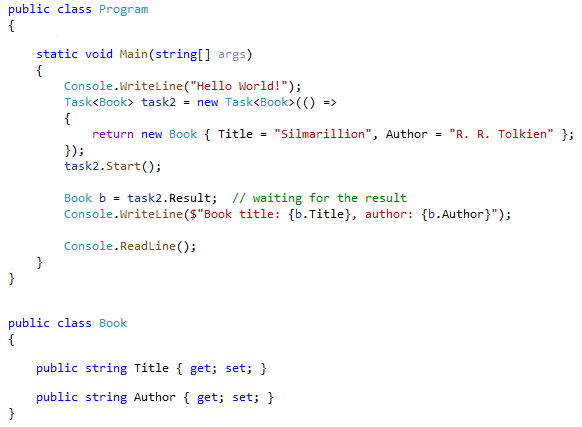 public class Program
{
    static void Main(string[] args)
    {
        Console.WriteLine("Hello World!");
        Task<Book> task2 = new Task<Book>(() =>
        {
            return new Book { Title = "Silmarillion", Author = "R. R. Tolkien" };
        });
        task2.Start();
        Book b = task2.Result;  // waiting for the result
        Console.WriteLine($"Book title: {b.Title}, author: {b.Author}");
        Console.ReadLine();
    }
}
public class Book
{
    public string Title { get; set; }
    public string Author { get; set; }
}